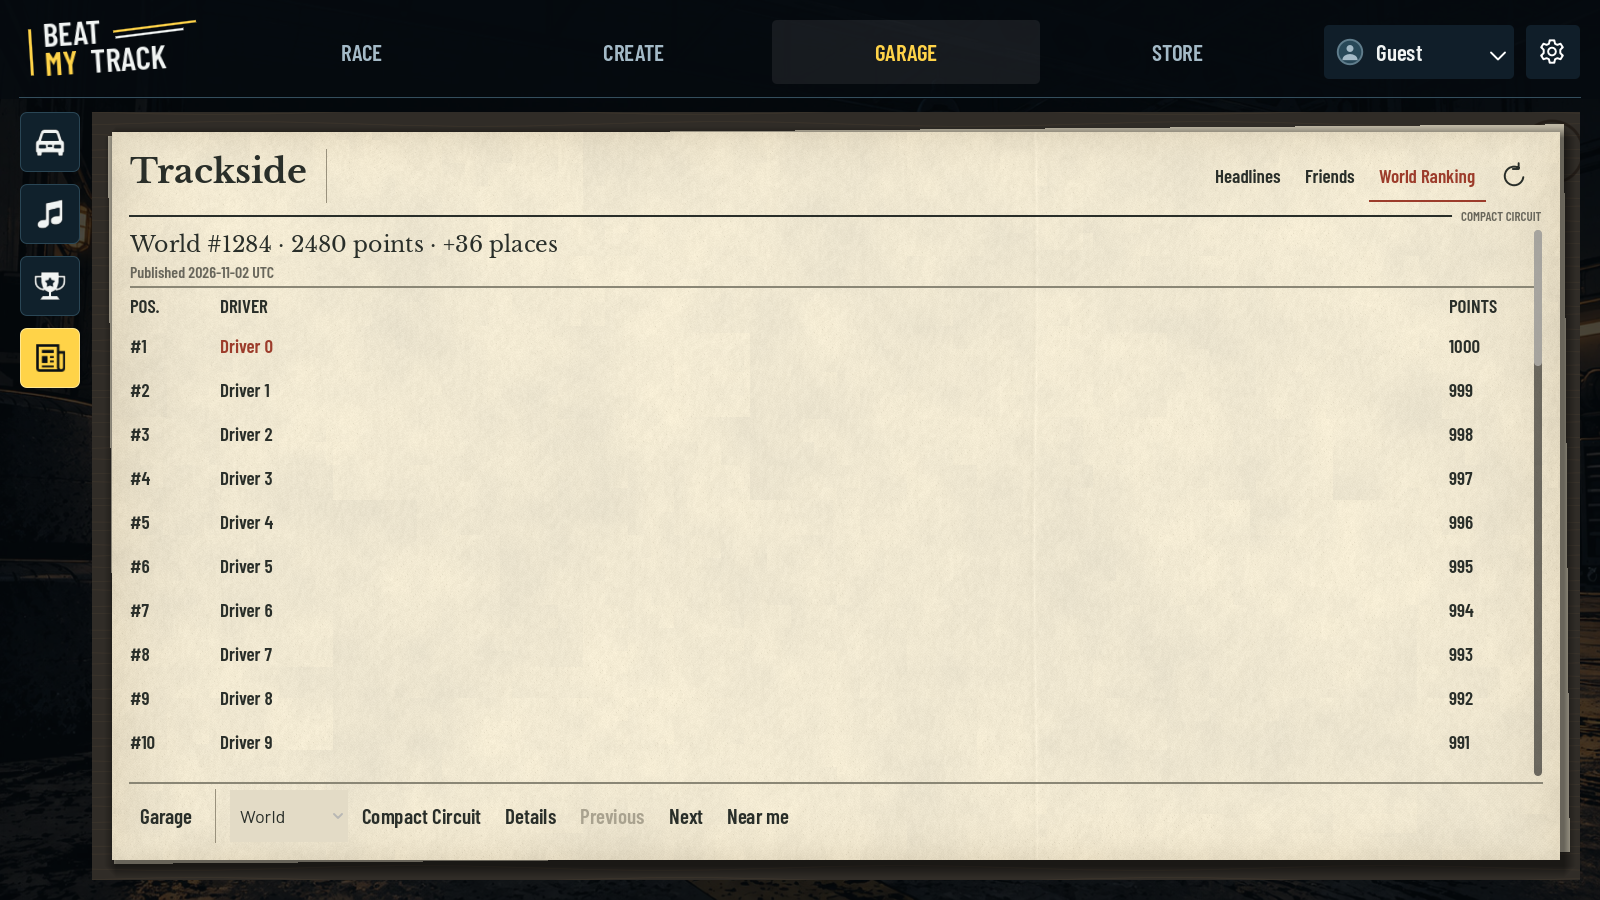 BEAT
MY TRACK
RACE
CREATE
GARAGE
STORE
Guest
Trackside
Headlines
Friends
World Ranking
COMPACT CIRCUIT
World #1284 · 2480 points · +36 places
Published 2026-11-02 UTC
POS. DRIVER POINTS
#1 Driver 0 1000
#2 Driver 1 999
#3 Driver 2 998
#4 Driver 3 997
#5 Driver 4 996
#6 Driver 5 995
#7 Driver 6 994
#8 Driver 7 993
#9 Driver 8 992
#10 Driver 9 991
Garage
World
Compact Circuit
Details
Previous
Next
Near me